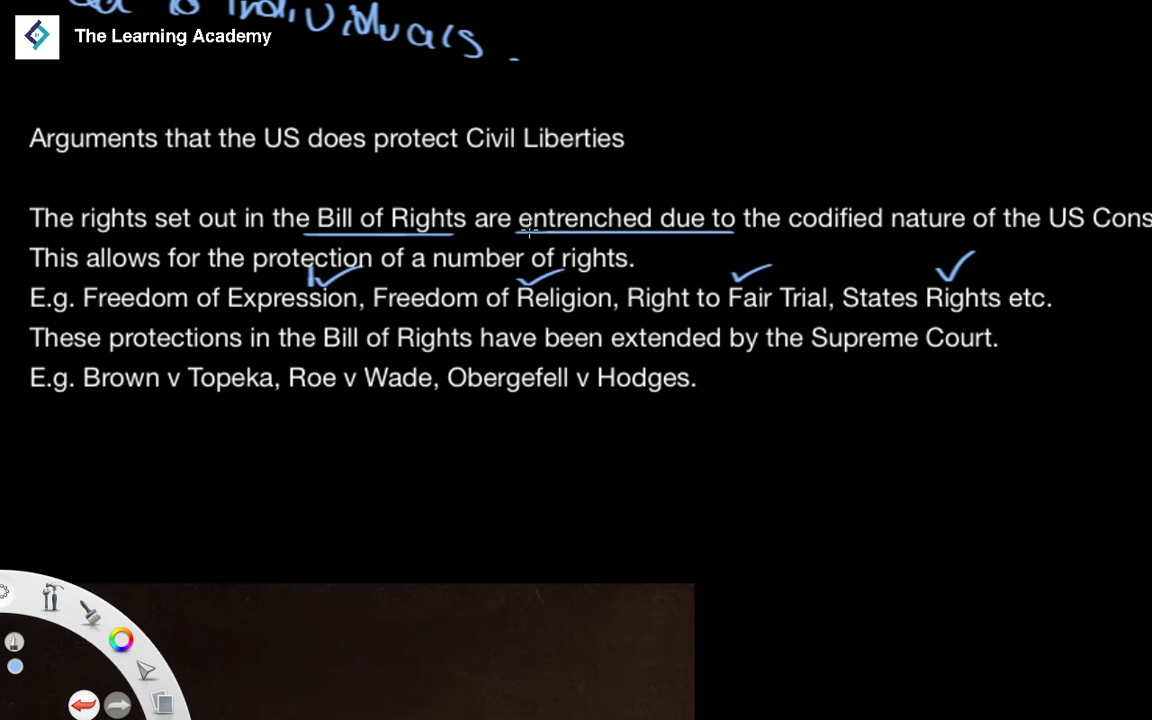 to Individuals.
The Learning Academy
Arguments that the US does protect Civil Liberties
The rights set out in the Bill of Rights are entrenched due to the codified nature of the US Cons
This allows for the protection of a number of rights.
E.g. Freedom of Expression, Freedom of Religion, Right to Fair Trial, States Rights etc.
These protections in the Bill of Rights have been extended by the Supreme Court.
E.g. Brown v Topeka, Roe v Wade, Obergefell v Hodges.